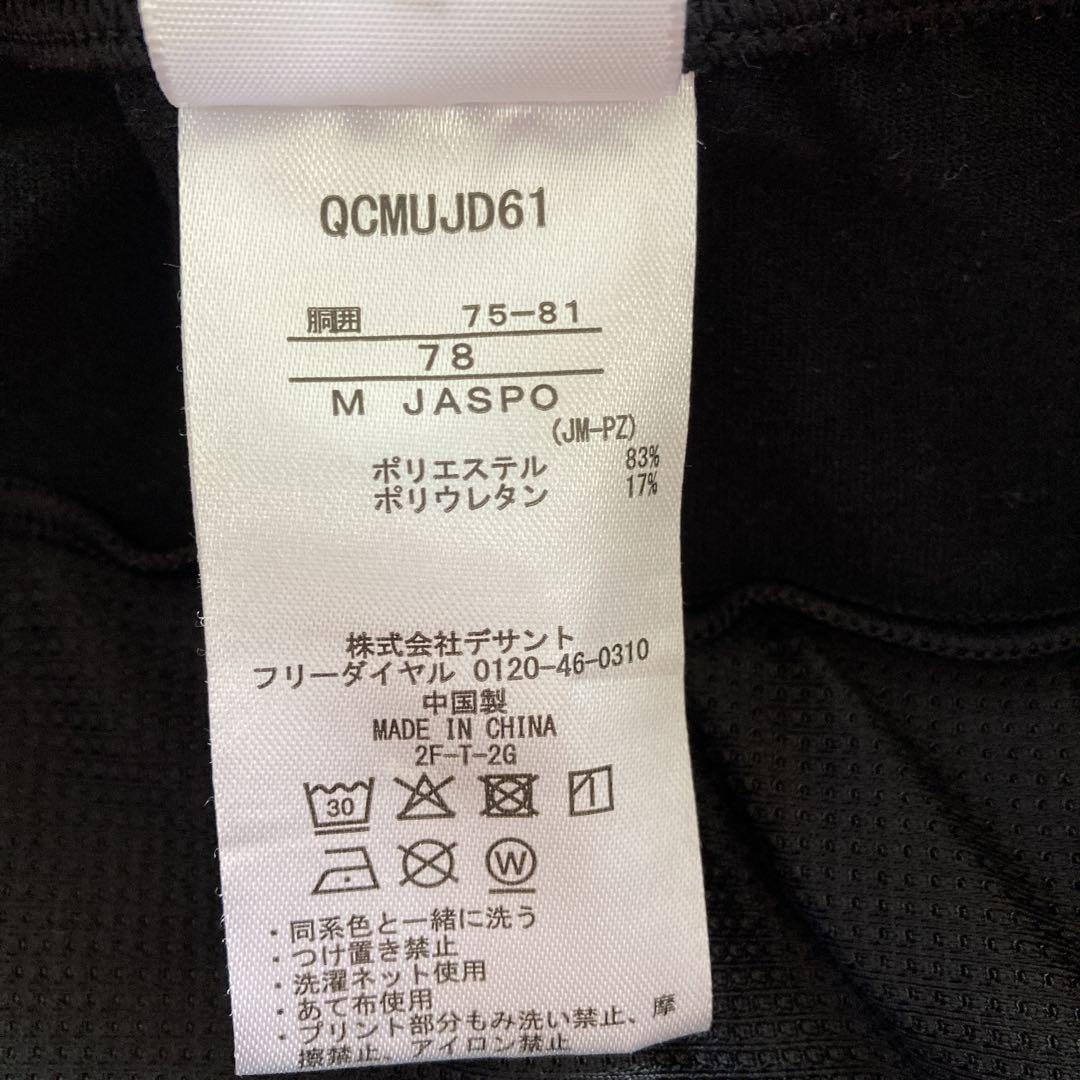 QCMUJD61
胴囲 75-81
78
M JASPO
(JM-PZ)
ポリエステル 83%
ポリウレタン 17%
株式会社デサント
フリーダイヤル 0120-46-0310
中国製
MADE IN CHINA
2F-T-2G
30
W
・同系色と一緒に洗う
・つけ置き禁止
・洗濯ネット使用
・あて布使用
・プリント部分もみ洗い禁止、摩
擦禁止、アイロン禁止